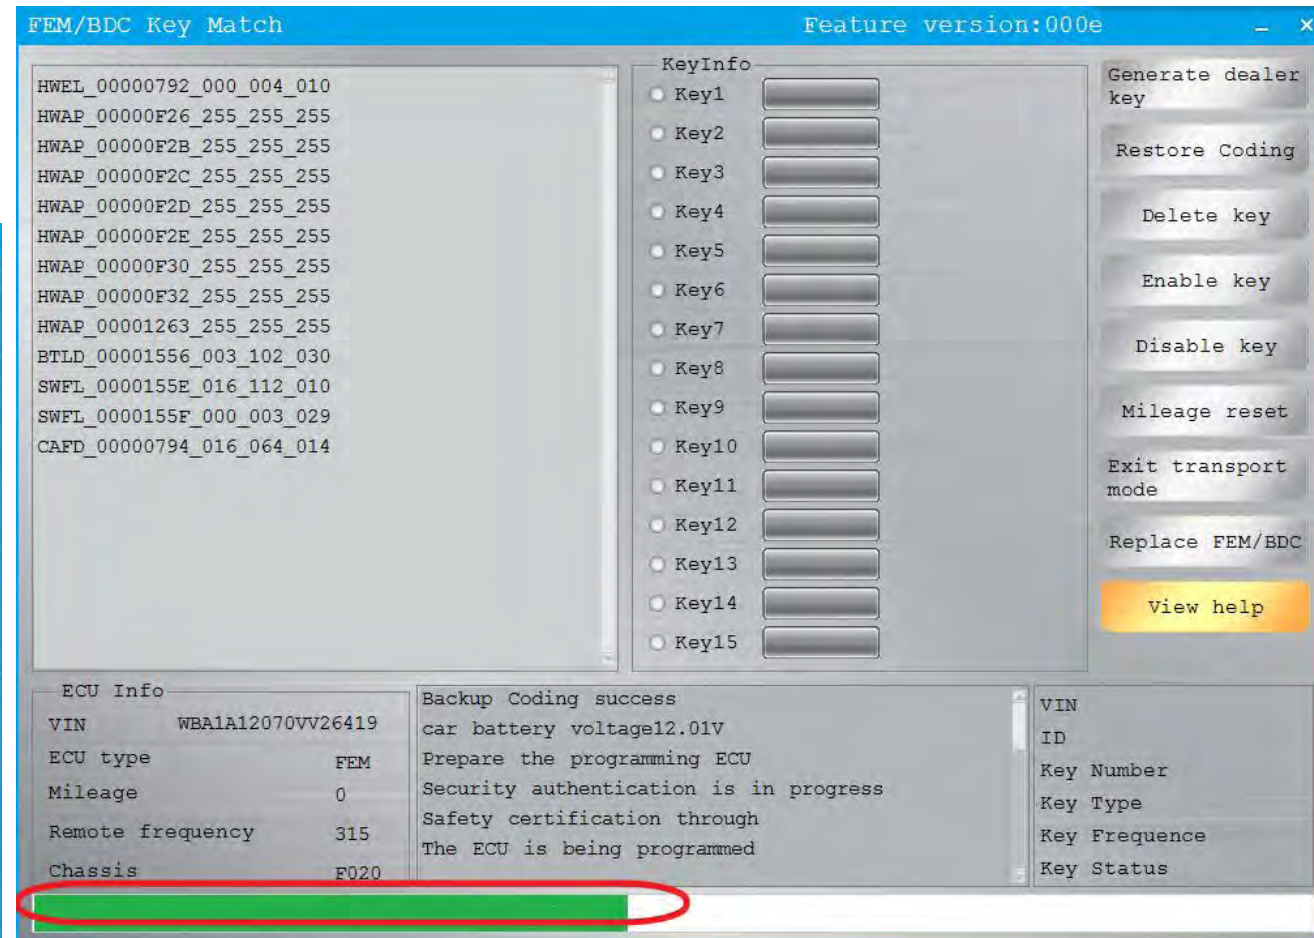 FEM/BDC Key Match
Feature version:000e
HWEL_00000792_000_004_010
HWAP_00000F26_255_255_255
HWAP_00000F2B_255_255_255
HWAP_00000F2C_255_255_255
HWAP_00000F2D_255_255_255
HWAP_00000F2E_255_255_255
HWAP_00000F30_255_255_255
HWAP_00000F32_255_255_255
HWAP_00001263_255_255_255
BTLD_00001556_003_102_030
SWFL_0000155E_016_112_010
SWFL_0000155F_000_003_029
CAFD_00000794_016_064_014
KeyInfo
Key1
Key2
Key3
Key4
Key5
Key6
Key7
Key8
Key9
Key10
Key11
Key12
Key13
Key14
Key15
Generate dealer
key
Restore Coding
Delete key
Enable key
Disable key
Mileage reset
Exit transport
mode
Replace FEM/BDC
View help
ECU Info
VIN WBA1A12070VV26419
ECU type FEM
Mileage 0
Remote frequency 315
Chassis F020
Backup Coding success
car battery voltage12.01V
Prepare the programming ECU
Security authentication is in progress
Safety certification through
The ECU is being programmed
VIN
ID
Key Number
Key Type
Key Frequence
Key Status